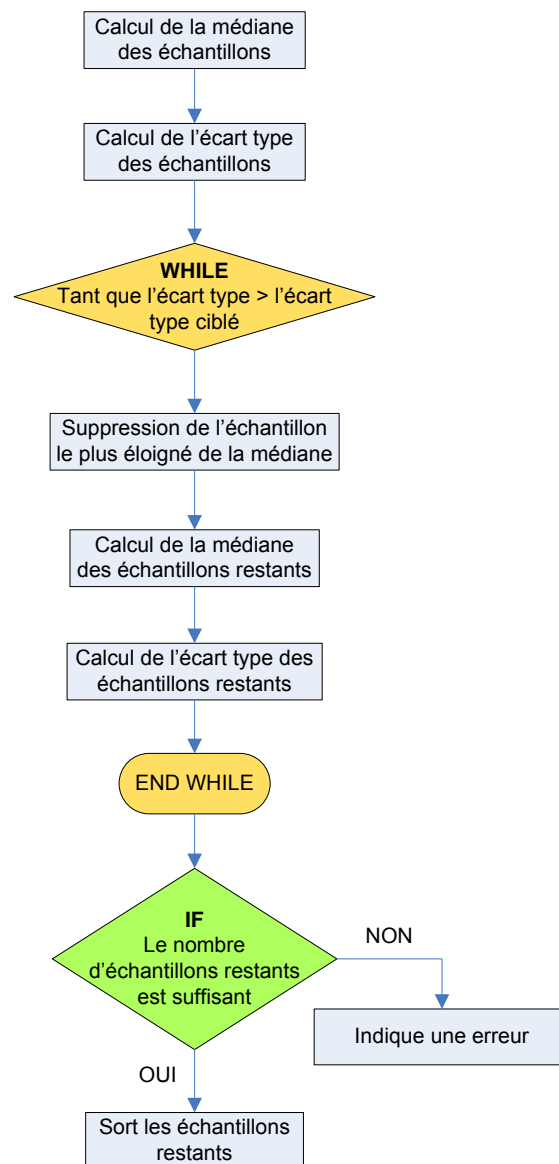 Calcul de la médiane
des échantillons
Calcul de l'écart type
des échantillons
WHILE
Tant que l'écart type > l'écart
type ciblé
Suppression de l'échantillon
le plus éloigné de la médiane
Calcul de la médiane
des échantillons restants
Calcul de l'écart type des
échantillons restants
END WHILE
IF
Le nombre
d'échantillons restants
est suffisant
NON
Indique une erreur
OUI
Sort les échantillons
restants